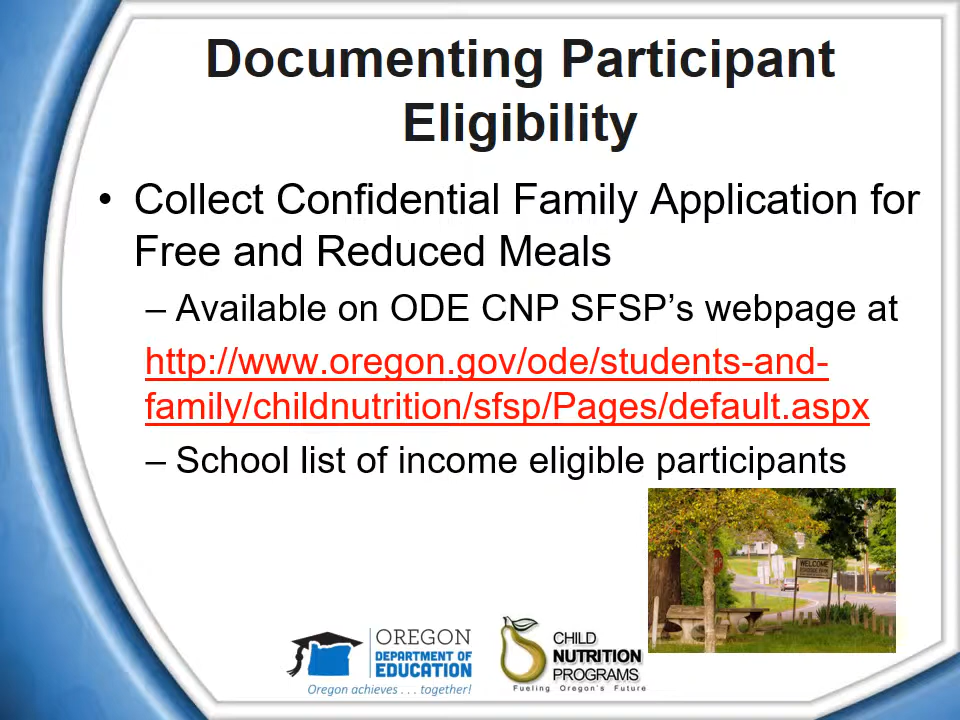 Documenting Participant
Eligibility
• Collect Confidential Family Application for
Free and Reduced Meals
– Available on ODE CNP SFSP’s webpage at
http://www.oregon.gov/ode/students-and-
family/childnutrition/sfsp/Pages/default.aspx
– School list of income eligible participants
WELCOME
OREGON
DEPARTMENT OF
EDUCATION
Oregon achieves . . . together!
CHILD
NUTRITION
PROGRAMS
Fueling Oregon's Future